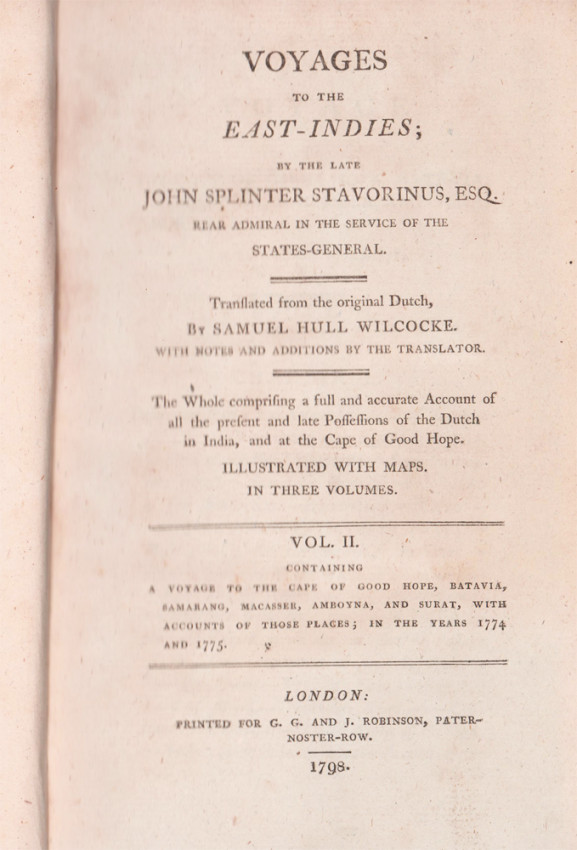 VOYAGES
TO THE
EAST-INDIES;
BY THE LATE
JOHN SPLINTER STAVORINUS, ESQ.
REAR ADMIRAL IN THE SERVICE OF THE
STATES-GENERAL.
Tranſlated from the original Dutch,
By SAMUEL HULL WILCOCKE.
WITH NOTES AND ADDITIONS BY THE TRANSLATOR.
The Whole compriſing a full and accurate Account of
all the preſent and late Poſſeſſions of the Dutch
in India, and at the Cape of Good Hope.
ILLUSTRATED WITH MAPS.
IN THREE VOLUMES.
VOL. II.
CONTAINING
A VOYAGE TO THE CAPE OF GOOD HOPE, BATAVIA,
SAMARANG, MACASSER, AMBOYNA, AND SURAT, WITH
ACCOUNTS OF THOSE PLACES; IN THE YEARS 1774
AND 1775.
LONDON:
PRINTED FOR G. G. AND J. ROBINSON, PATER-
NOSTER-ROW.
1798.